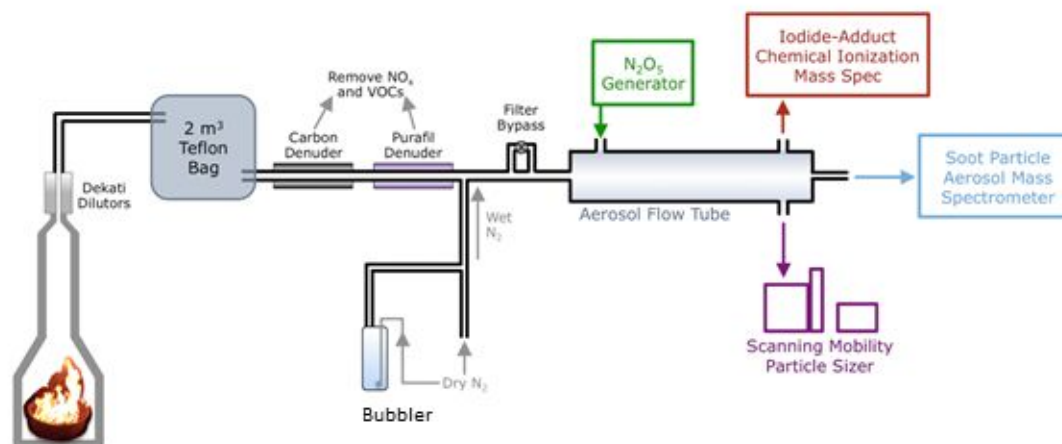 Iodide-Adduct
Chemical Ionization
Mass Spec
N₂O₅
Generator
Remove NOₓ
and VOCs
Filter
Bypass
2 m³
Teflon
Bag
Carbon
Denuder
Purafil
Denuder
Soot Particle
Aerosol Mass
Spectrometer
Dekati
Dilutors
Wet
N₂
Aerosol Flow Tube
Scanning Mobility
Particle Sizer
Dry N₂
Bubbler